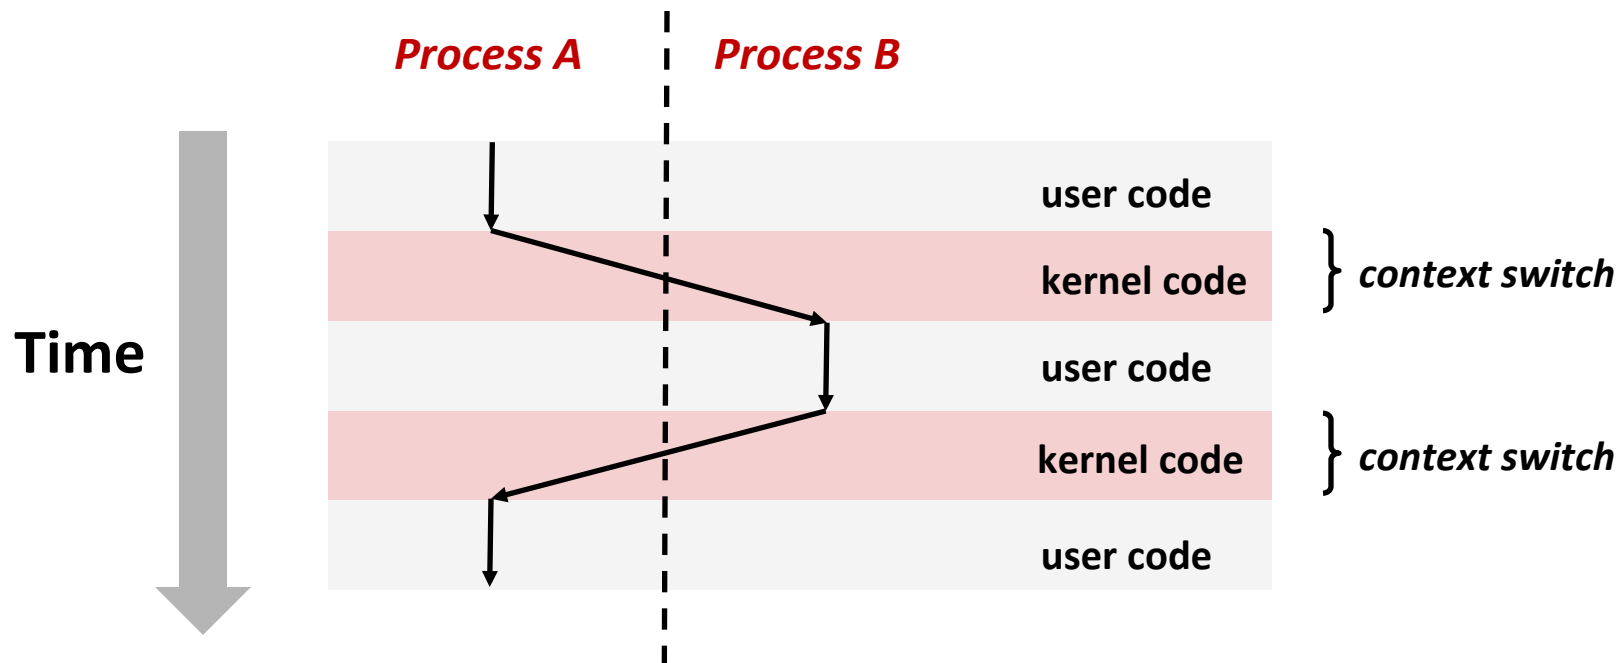 Process A
Process B
user code
kernel code
context switch
Time
user code
kernel code
context switch
user code